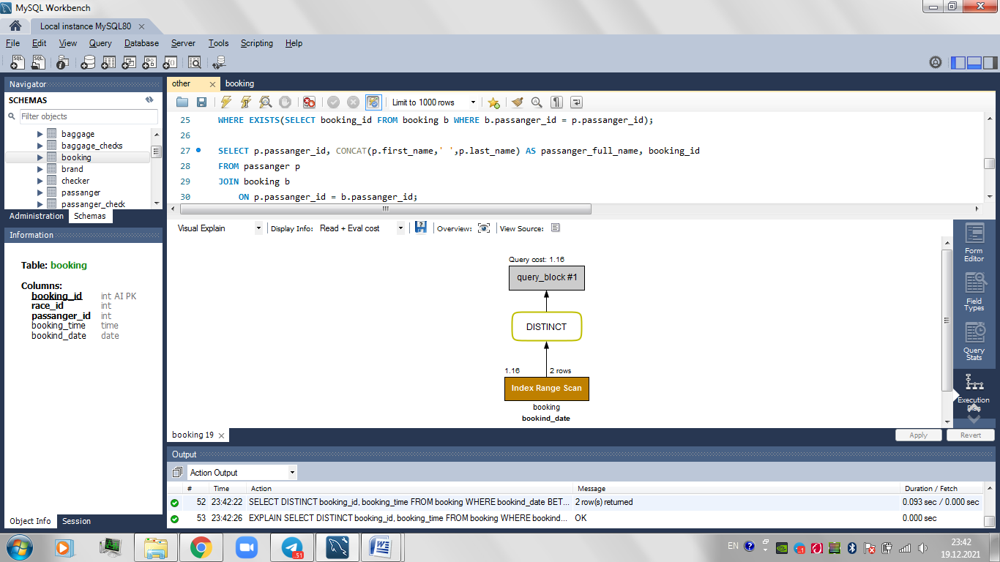 MySQL Workbench
Local instance MySQL80
File Edit View Query Database Server Tools Scripting Help
Navigator
SCHEMAS
Filter objects
baggage
baggage_checks
booking
brand
checker
passanger
passanger_check
Administration Schemas
Information
Table: booking
Columns:
booking_id int AI PK
race_id int
passanger_id int
booking_time time
bookind_date date
Object Info Session
other booking
Limit to 1000 rows
25 WHERE EXISTS(SELECT booking_id FROM booking b WHERE b.passanger_id = p.passanger_id);
26
27 SELECT p.passanger_id, CONCAT(p.first_name,' ',p.last_name) AS passanger_full_name, booking_id
28 FROM passanger p
29 JOIN booking b
30 ON p.passanger_id = b.passanger_id;
Visual Explain Display Info: Read + Eval cost Overview: View Source:
Query cost: 1.16
query_block #1
DISTINCT
1.16 2 rows
Index Range Scan
booking
bookind_date
Form
Editor
Field
Types
Query
Stats
Execution
Plan
booking 19
Apply Revert
Output
Action Output
# Time Action Message Duration / Fetch
52 23:42:22 SELECT DISTINCT booking_id, booking_time FROM booking WHERE bookind_date BET... 2 row(s) returned 0.093 sec / 0.000 sec
53 23:42:26 EXPLAIN SELECT DISTINCT booking_id, booking_time FROM booking WHERE bookind... OK 0.000 sec
51
EN
23:42
19.12.2021